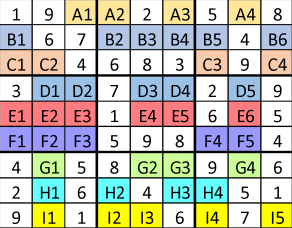 1 9 A1 A2 2 A3 5 A4 8
B1 6 7 B2 B3 B4 B5 4 B6
C1 C2 4 6 8 3 C3 9 C4
3 D1 D2 7 D3 D4 2 D5 9
E1 E2 E3 1 E4 E5 6 E6 5
F1 F2 F3 5 9 8 F4 F5 4
4 G1 5 8 G2 G3 9 G4 6
2 H1 6 H2 4 H3 H4 5 1
9 I1 1 I2 I3 6 I4 7 I5